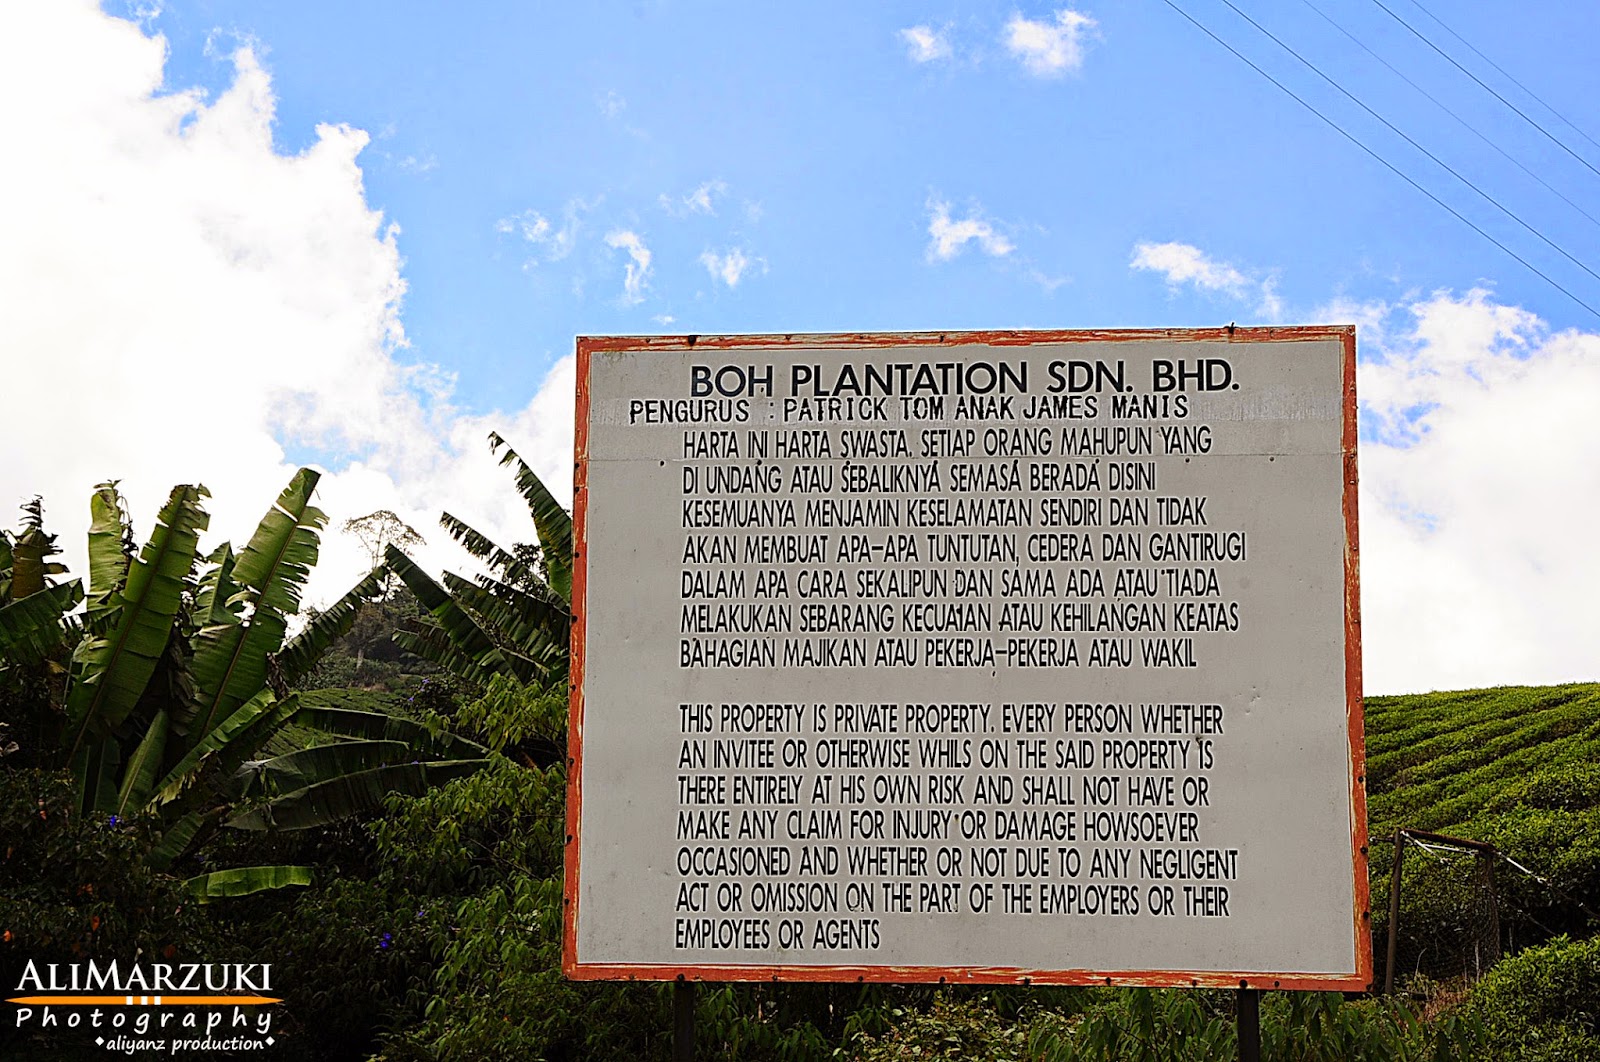 BOH PLANTATION SDN. BHD.
PENGURUS : PATRICK TOM ANAK JAMES MANIS
HARTA INI HARTA SWASTA. SETIAP ORANG MAHUPUN YANG
DI UNDANG ATAU SEBALIKNYA SEMASA BERADA DISINI
KESEMUANYA MENJAMIN KESELAMATAN SENDIRI DAN TIDAK
AKAN MEMBUAT APA-APA TUNTUTAN, CEDERA DAN GANTIRUGI
DALAM APA CARA SEKALIPUN DAN SAMA ADA ATAU TIADA
MELAKUKAN SEBARANG KECUAIAN ATAU KEHILANGAN KEATAS
BAHAGIAN MAJIKAN ATAU PEKERJA-PEKERJA ATAU WAKIL
THIS PROPERTY IS PRIVATE PROPERTY. EVERY PERSON WHETHER
AN INVITEE OR OTHERWISE WHILS ON THE SAID PROPERTY IS
THERE ENTIRELY AT HIS OWN RISK AND SHALL NOT HAVE OR
MAKE ANY CLAIM FOR INJURY OR DAMAGE HOWSOEVER
OCCASIONED AND WHETHER OR NOT DUE TO ANY NEGLIGENT
ACT OR OMISSION ON THE PART OF THE EMPLOYERS OR THEIR
EMPLOYEES OR AGENTS
ALIMARZUKI
Photography
aliyanz production